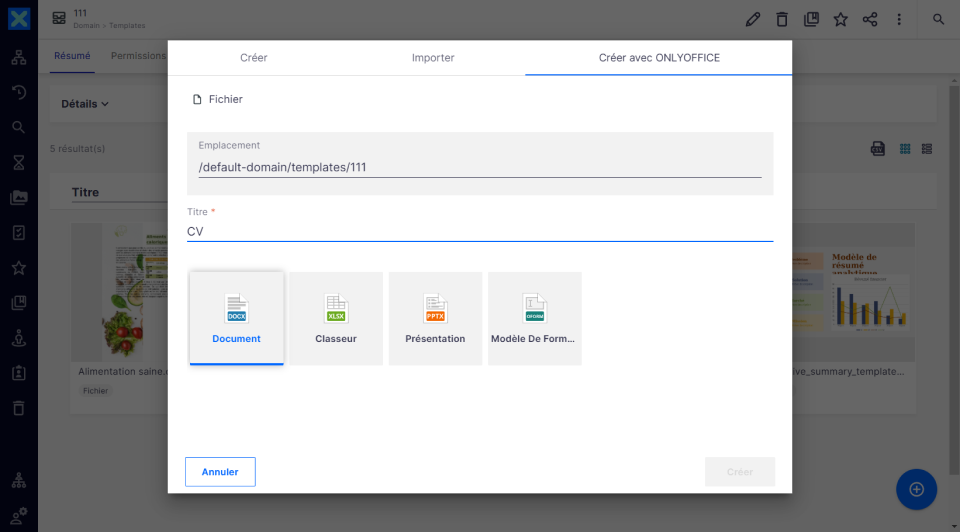 111
Domain > Templates
Résumé
Permissions
Créer
Importer
Créer avec ONLYOFFICE
Détails
Fichier
Emplacement
/default-domain/templates/111
5 résultat(s)
CSV
Titre
Titre *
CV
Modèle de
résumé
analytique
DOCX
XLSX
PPTX
OFORM
Document
Classeur
Présentation
Modèle De Form...
Alimentation saine.
ive_summary_template...
Fichier
Annuler
Créer